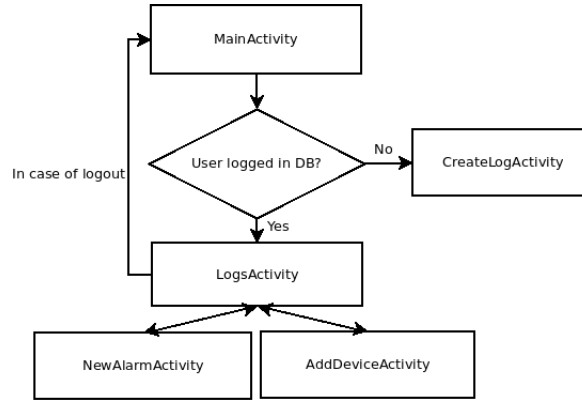 MainActivity
User logged in DB?
No
CreateLogActivity
In case of logout
Yes
LogsActivity
NewAlarmActivity
AddDeviceActivity